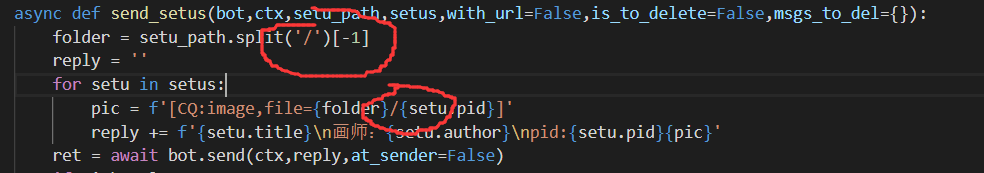 async def send_setus(bot,ctx,setu_path,setus,with_url=False,is_to_delete=False,msgs_to_del={}):
folder = setu_path.split('/')[-1]
reply = ''
for setu in setus:
pic = f'[CQ:image,file={folder}/{setu.pid}]'
reply += f'{setu.title}\n画师: {setu.author}\npid:{setu.pid}{pic}'
ret = await bot.send(ctx,reply,at_sender=False)